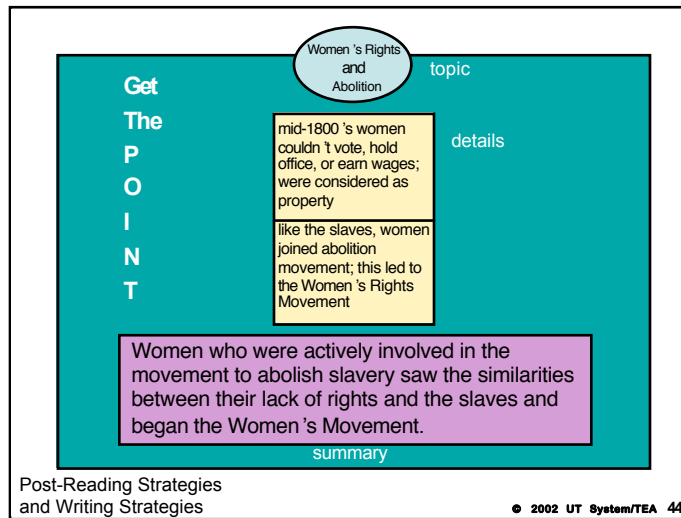 Women 's Rights
and
Abolition
topic
Get
The
P
O
I
N
T
mid-1800 's women
couldn 't vote, hold
office, or earn wages;
were considered as
property
details
like the slaves, women
joined abolition
movement; this led to
the Women 's Rights
Movement
Women who were actively involved in the
movement to abolish slavery saw the similarities
between their lack of rights and the slaves and
began the Women 's Movement.
summary
Post-Reading Strategies
and Writing Strategies
© 2002 UT System/TEA 44